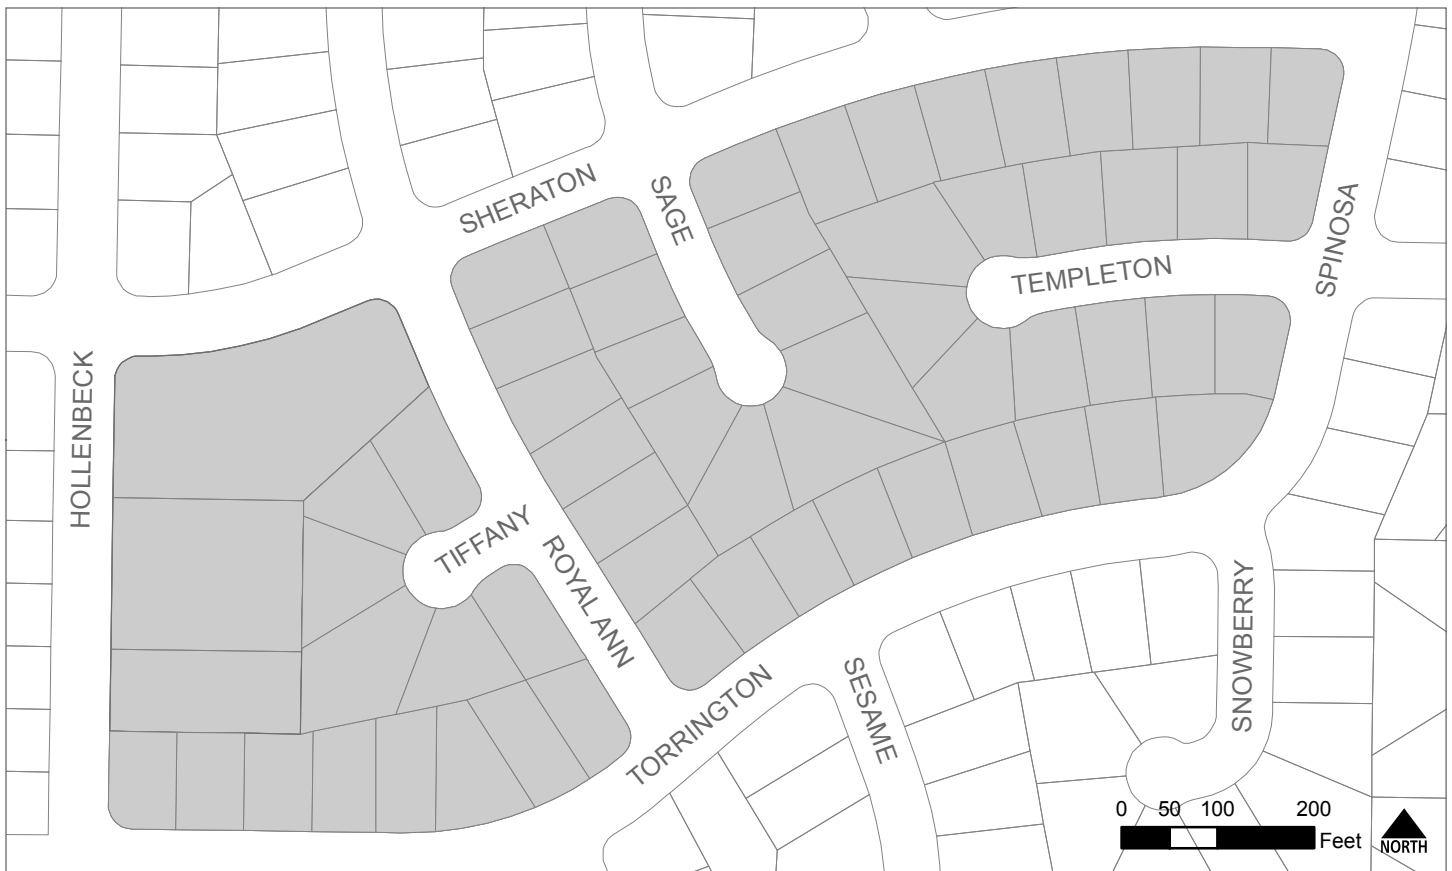 SHERATON
SAGE
SPINOSA
TEMPLETON
HOLLENBECK
TIFFANY
ROYAL ANN
TORRINGTON
SESAME
SNOWBERRY
0 50 100 200
Feet
NORTH